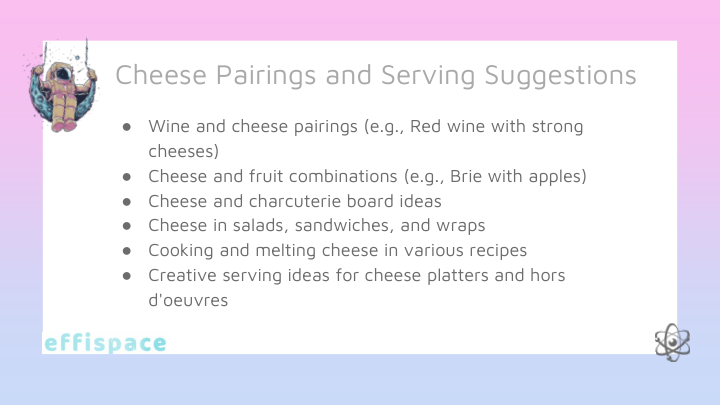 Cheese Pairings and Serving Suggestions
● Wine and cheese pairings (e.g., Red wine with strong
cheeses)
● Cheese and fruit combinations (e.g., Brie with apples)
● Cheese and charcuterie board ideas
● Cheese in salads, sandwiches, and wraps
● Cooking and melting cheese in various recipes
● Creative serving ideas for cheese platters and hors
d'oeuvres
effispace